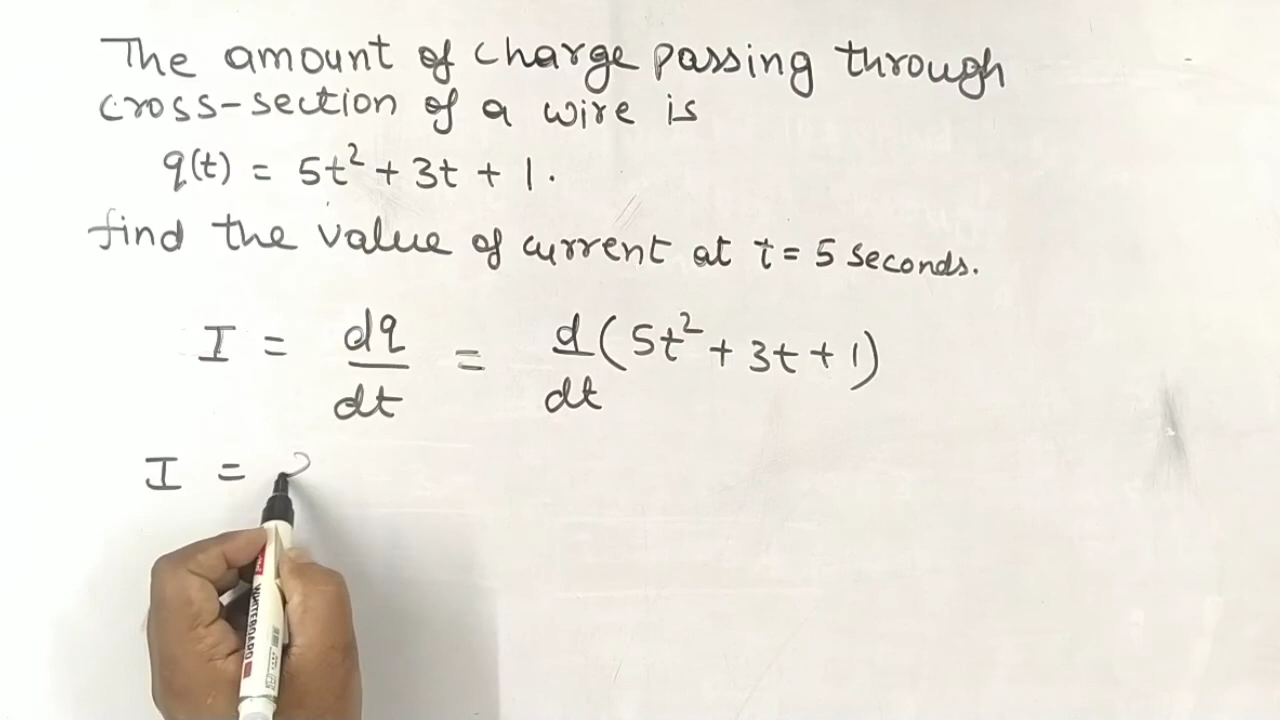 The amount of charge passing through
cross-section of a wire is
q(t) = 5t² + 3t + 1.
find the value of current at t = 5 seconds.
I = dq/dt = d/dt (5t² + 3t + 1)
I =
WHITEBOARD